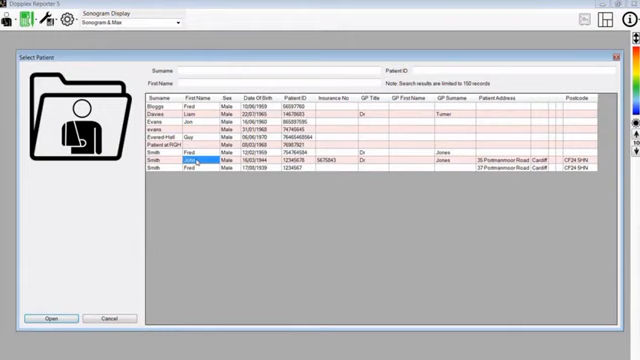 Dopplex Reporter 5
Sonogram Display
Sonogram & Max
Select Patient
Surname
Patient ID
First Name
Note: Search results are limited to 150 records
Surname First Name Sex Date Of Birth Patient ID Insurance No GP Title GP First Name GP Surname Patient Address Postcode
Bloggs Fred Male 10/06/1959 56597760
Davies Liam Male 22/07/1965 14678683 Dr Turner
Evans Jon Male 16/06/1960 865897595
evans Male 31/01/1968 74746645
Evered-Hall Guy Male 06/06/1970 76465468564
Patient at RGH Male 08/03/1968 76907921
Smith Fred Male 12/02/1959 754764584 Jones
Smith John Male 16/03/1944 12345678 5675843 Dr Jones 35 Portmanmoor Road Cardiff CF24 5HN
Smith Fred Male 17/08/1939 1234567 37 Portmanmoor Road Cardiff CF24 5HN
Open
Cancel
10